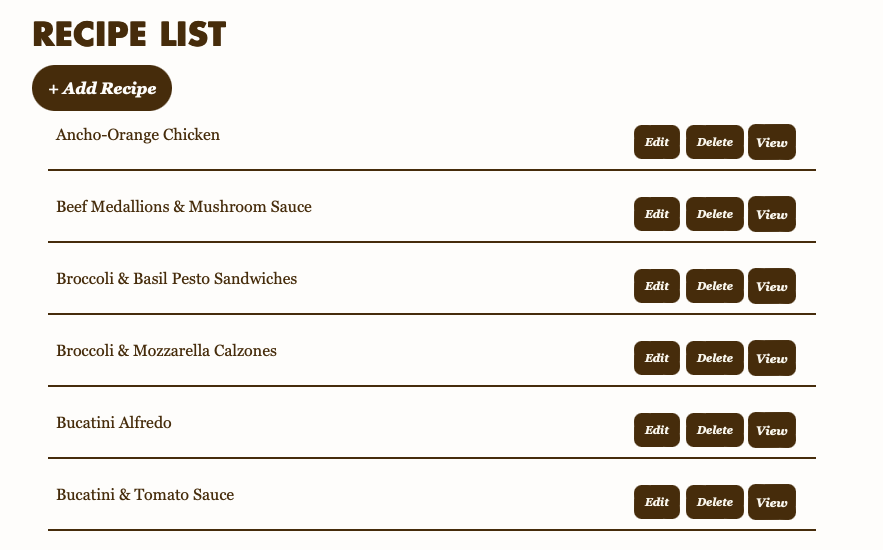 RECIPE LIST
+ Add Recipe
Ancho-Orange Chicken Edit Delete View
Beef Medallions & Mushroom Sauce Edit Delete View
Broccoli & Basil Pesto Sandwiches Edit Delete View
Broccoli & Mozzarella Calzones Edit Delete View
Bucatini Alfredo Edit Delete View
Bucatini & Tomato Sauce Edit Delete View